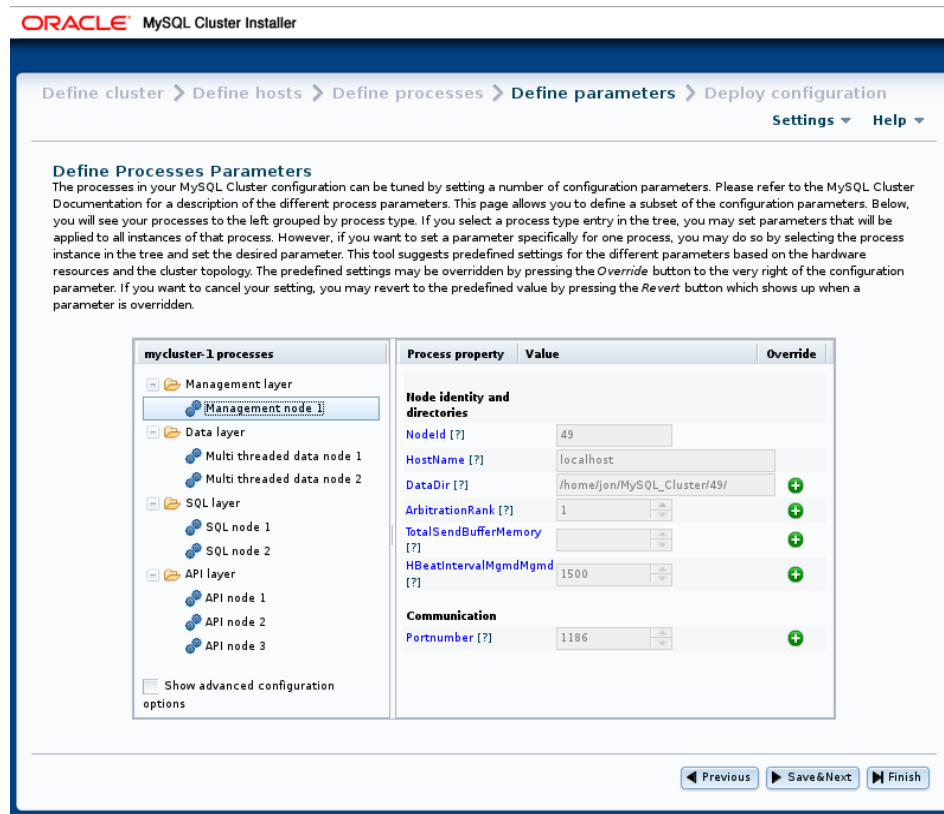 ORACLE® MySQL Cluster Installer
Define cluster > Define hosts > Define processes > Define parameters > Deploy configuration
Settings Help
Define Processes Parameters
The processes in your MySQL Cluster configuration can be tuned by setting a number of configuration parameters. Please refer to the MySQL Cluster
Documentation for a description of the different process parameters. This page allows you to define a subset of the configuration parameters. Below,
you will see your processes to the left grouped by process type. If you select a process type entry in the tree, you may set parameters that will be
applied to all instances of that process. However, if you want to set a parameter specifically for one process, you may do so by selecting the process
instance in the tree and set the desired parameter. This tool suggests predefined settings for the different parameters based on the hardware
resources and the cluster topology. The predefined settings may be overridden by pressing the Override button to the very right of the configuration
parameter. If you want to cancel your setting, you may revert to the predefined value by pressing the Revert button which shows up when a
parameter is overridden.
mycluster-1 processes
Management layer
Management node 1
Data layer
Multi threaded data node 1
Multi threaded data node 2
SQL layer
SQL node 1
SQL node 2
API layer
API node 1
API node 2
API node 3
Show advanced configuration
options
Process property Value Override
Node identity and
directories
NodeId [?] 49
HostName [?] localhost
DataDir [?] /home/jon/MySQL_Cluster/49/
ArbitrationRank [?] 1
TotalSendBufferMemory
[?]
HBeatIntervalMgmdMgmd
[?] 1500
Communication
Portnumber [?] 1186
Previous Save&Next Finish